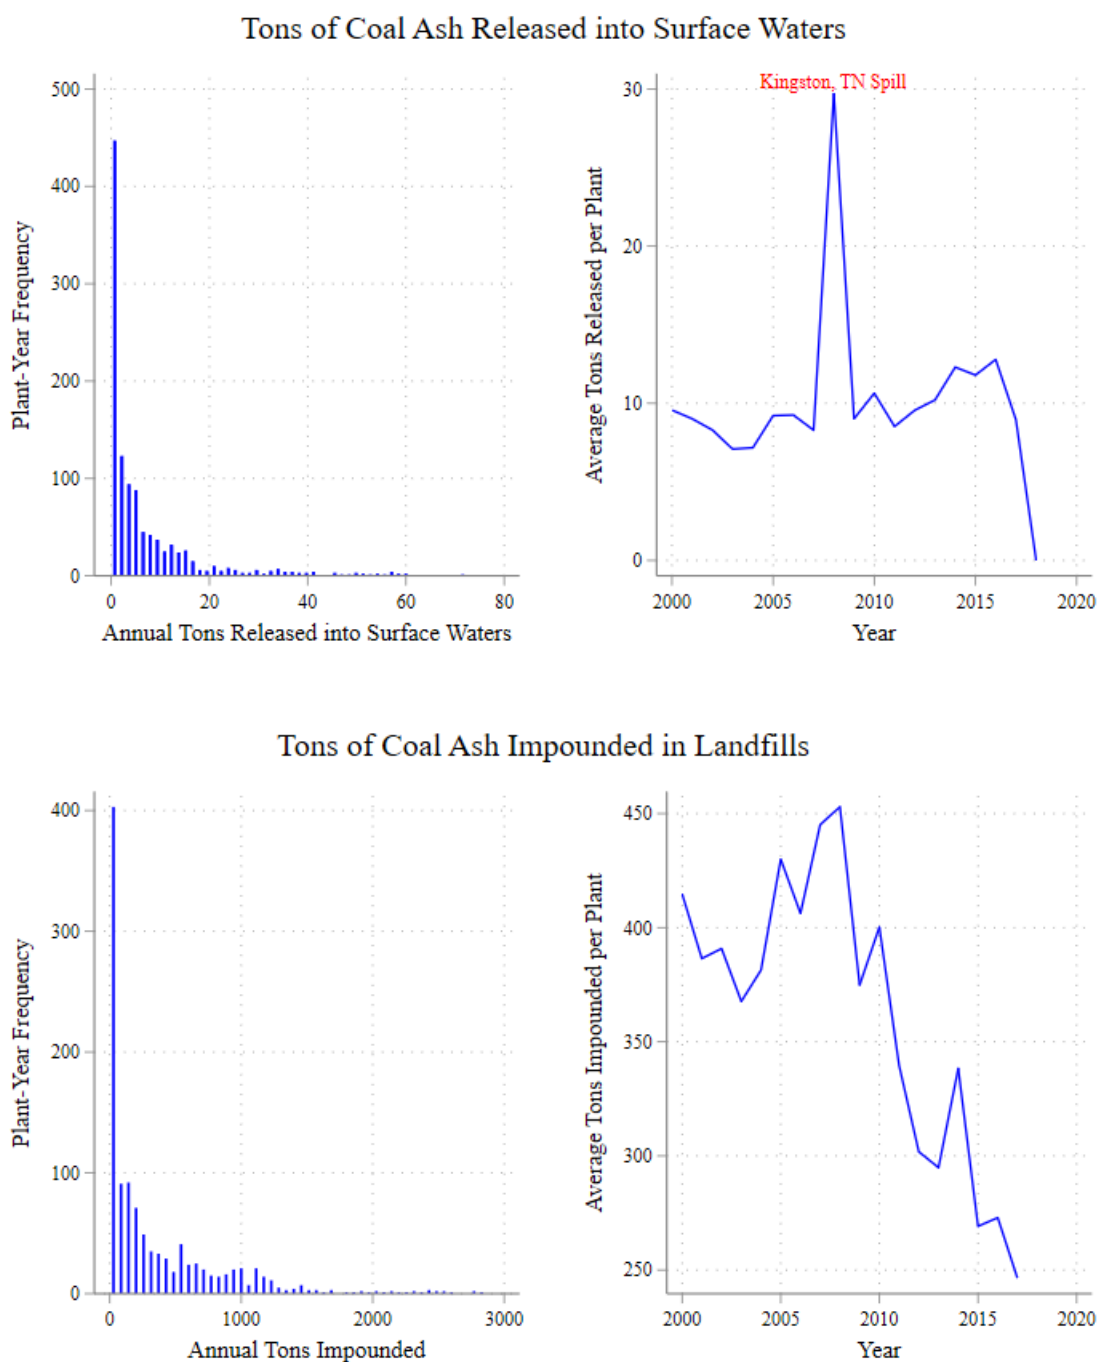 Tons of Coal Ash Released into Surface Waters
Plant-Year Frequency
500
400
300
200
100
0
0 20 40 60 80
Annual Tons Released into Surface Waters
Kingston, TN Spill
Average Tons Released per Plant
30
20
10
0
2000 2005 2010 2015 2020
Year
Tons of Coal Ash Impounded in Landfills
Plant-Year Frequency
400
300
200
100
0
0 1000 2000 3000
Annual Tons Impounded
Average Tons Impounded per Plant
450
400
350
300
250
2000 2005 2010 2015 2020
Year